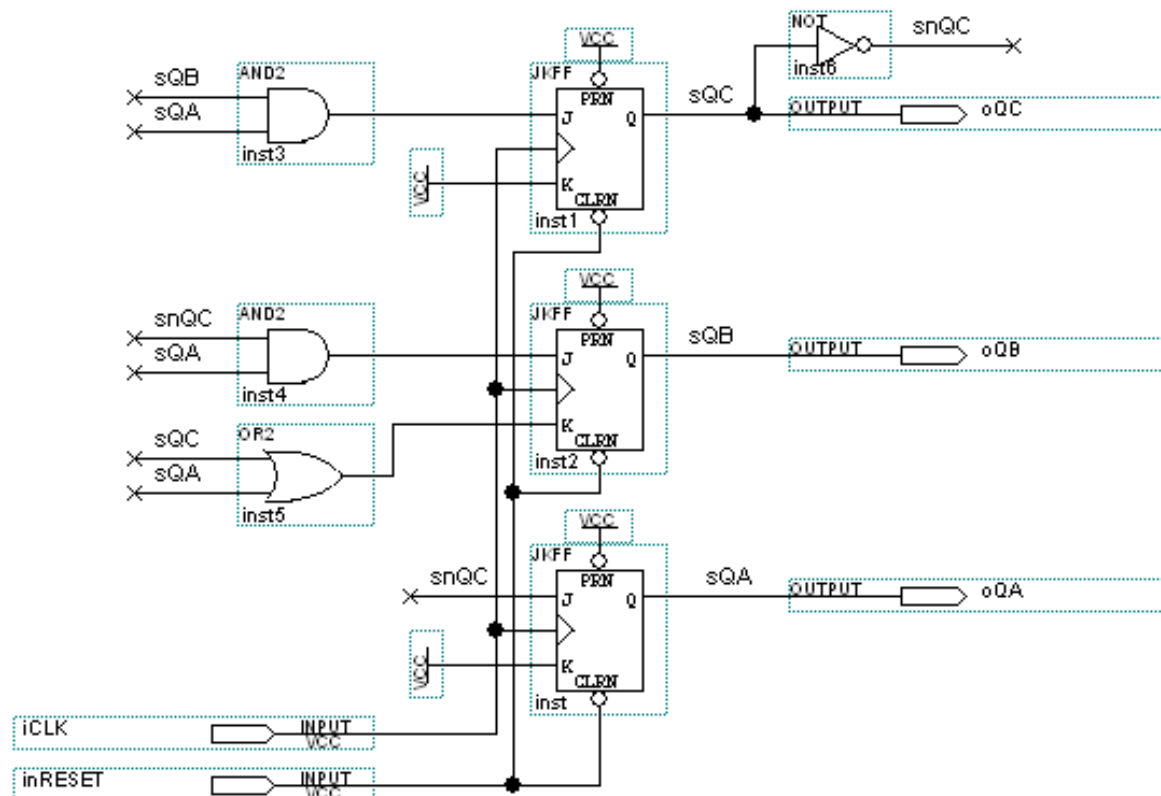 NOT
snQC
inst6
VCC
JKFF
PRN
J
Q
K
CLRN
inst1
sQC
OUTPUT
oQC
sQB
sQA
AND2
inst3
VCC
VCC
JKFF
PRN
J
Q
K
CLRN
inst2
sQB
OUTPUT
oQB
snQC
sQA
AND2
inst4
sQC
sQA
OR2
inst5
VCC
JKFF
PRN
J
Q
K
CLRN
inst
snQC
sQA
OUTPUT
oQA
VCC
iCLK
INPUT
VCC
inRESET
INPUT
VCC